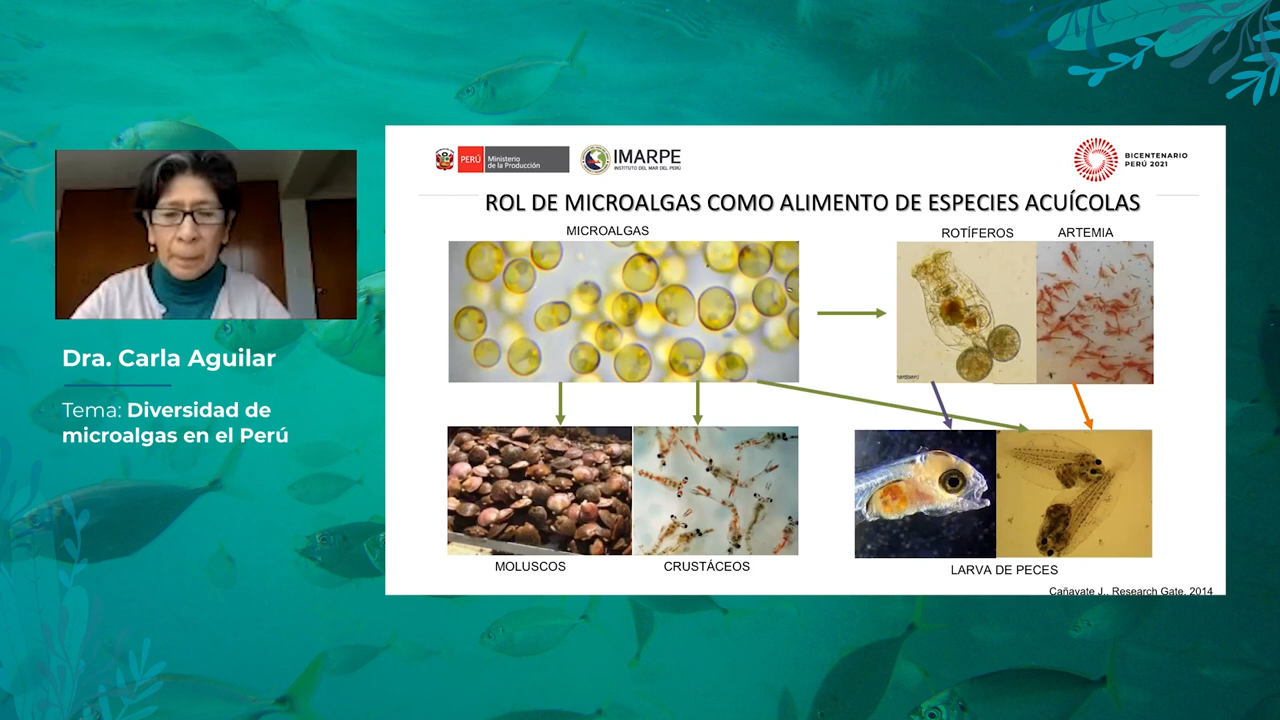 Dra. Carla Aguilar
Tema: Diversidad de
microalgas en el Perú
PERÚ
Ministerio
de la Producción
IMARPE
INSTITUTO DEL MAR DEL PERÚ
BICENTENARIO
PERÚ 2021
ROL DE MICROALGAS COMO ALIMENTO DE ESPECIES ACUÍCOLAS
MICROALGAS
ROTÍFEROS
ARTEMIA
MOLUSCOS
CRUSTÁCEOS
LARVA DE PECES
Cañavate J., Research Gate, 2014